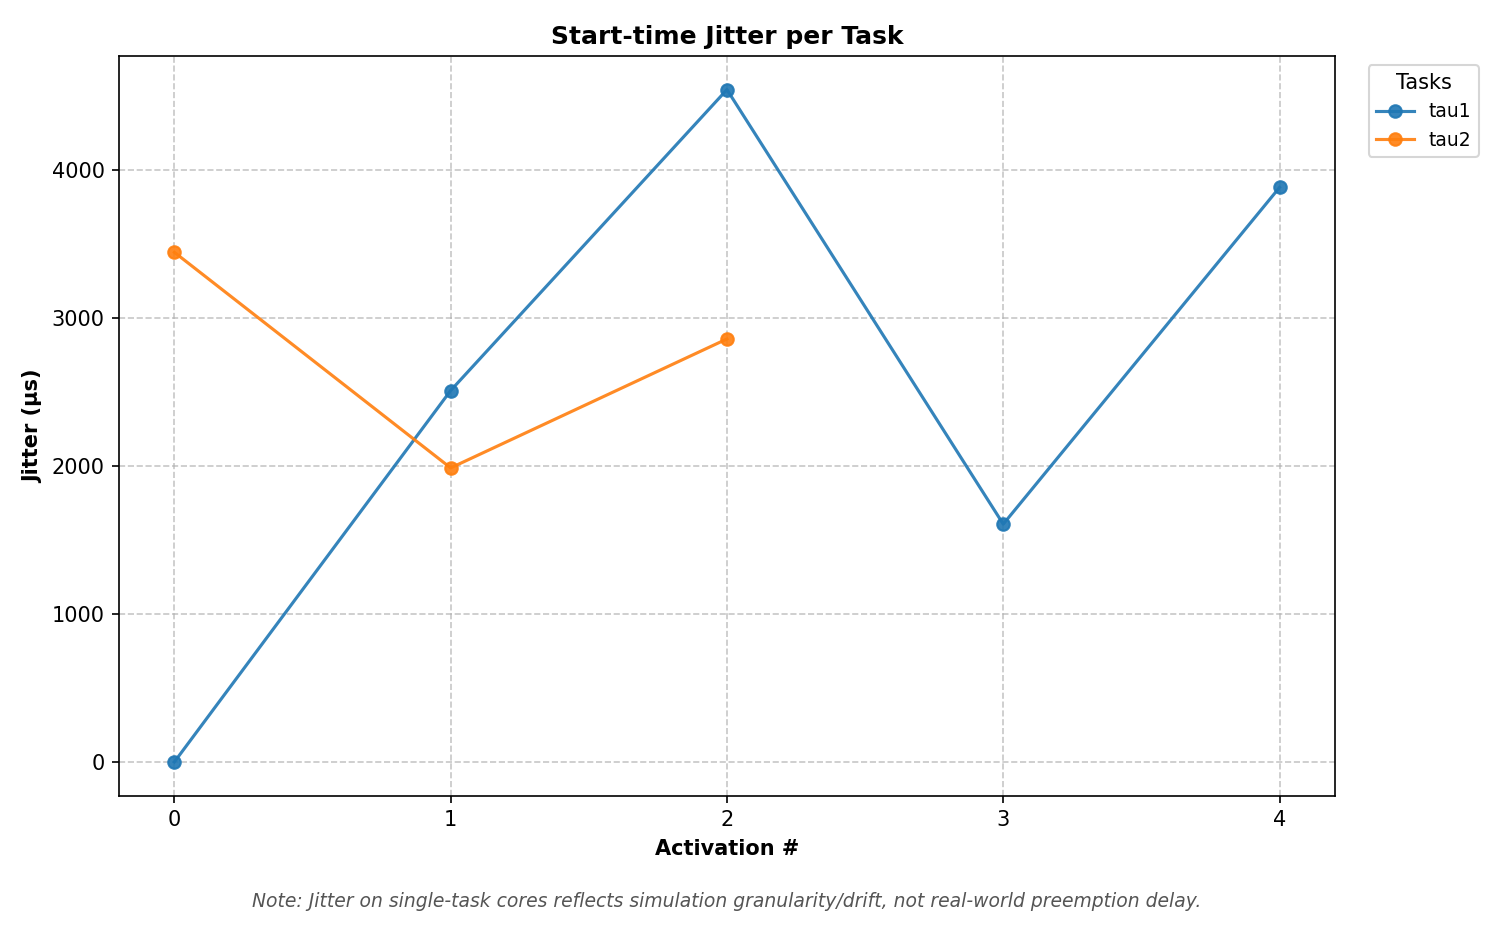 Start-time Jitter per Task
Tasks
tau1
tau2
Jitter (µs)
4000
3000
2000
1000
0
0 1 2 3 4
Activation #
Note: Jitter on single-task cores reflects simulation granularity/drift, not real-world preemption delay.